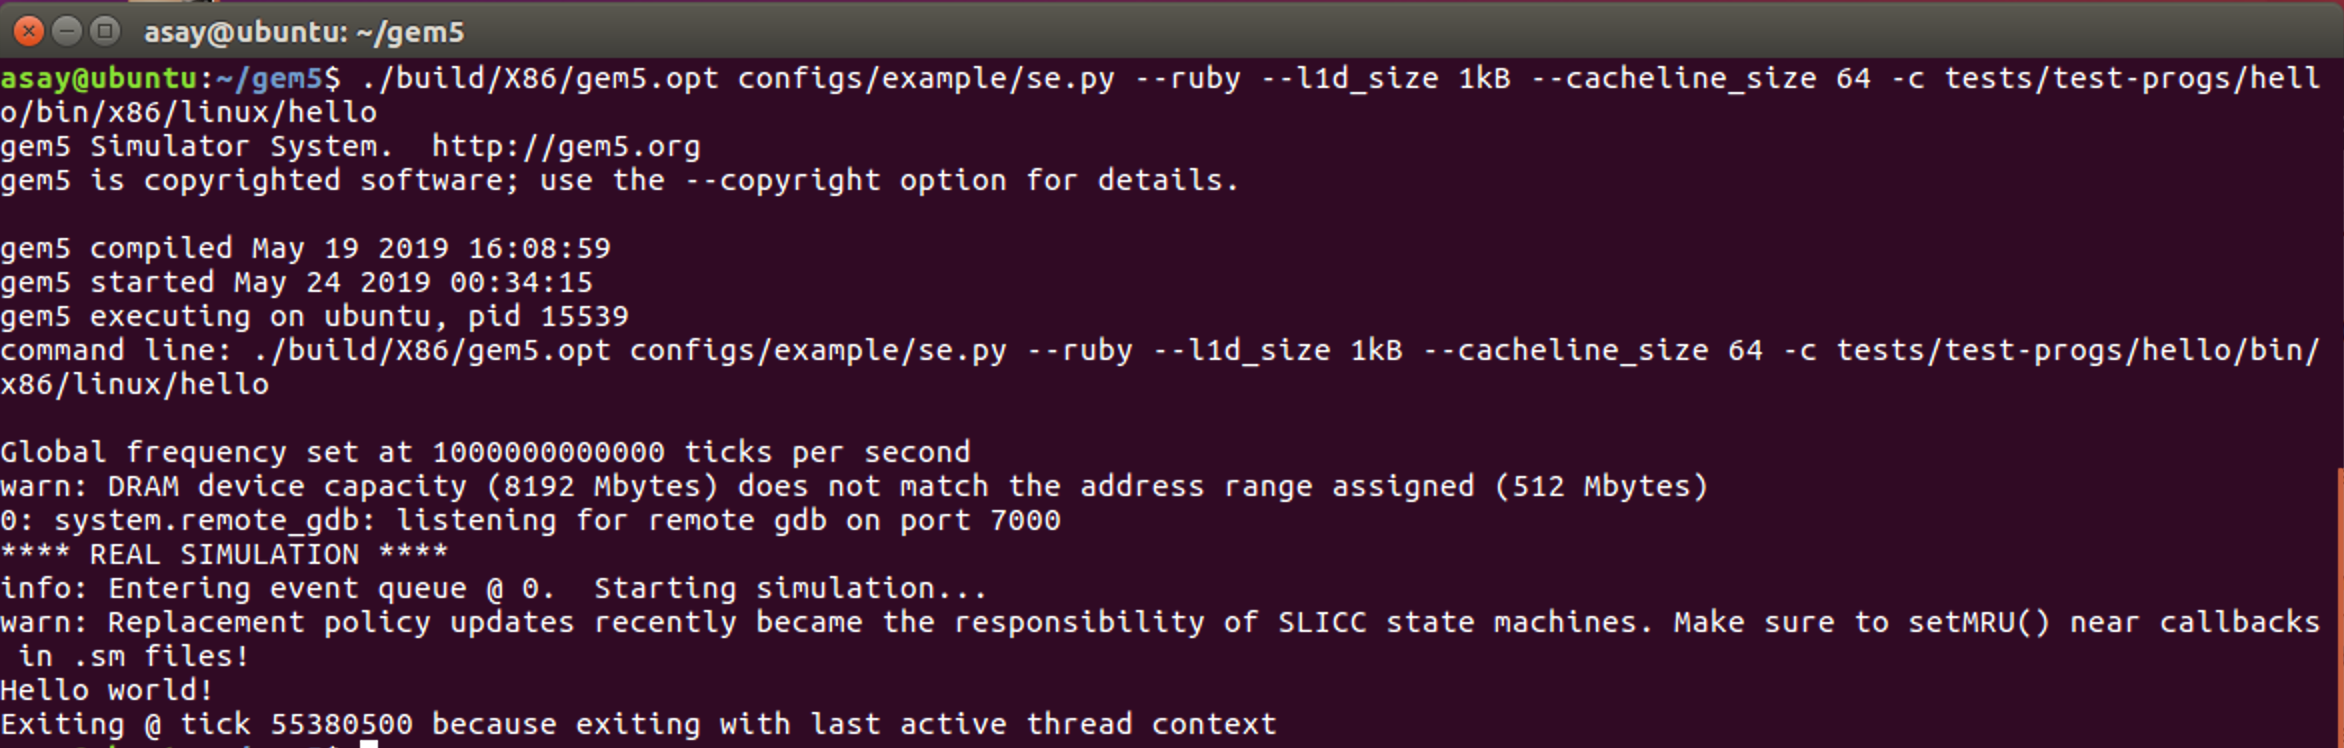 asay@ubuntu: ~/gem5
asay@ubuntu:~/gem5$ ./build/X86/gem5.opt configs/example/se.py --ruby --l1d_size 1kB --cacheline_size 64 -c tests/test-progs/hell
o/bin/x86/linux/hello
gem5 Simulator System.  http://gem5.org
gem5 is copyrighted software; use the --copyright option for details.
gem5 compiled May 19 2019 16:08:59
gem5 started May 24 2019 00:34:15
gem5 executing on ubuntu, pid 15539
command line: ./build/X86/gem5.opt configs/example/se.py --ruby --l1d_size 1kB --cacheline_size 64 -c tests/test-progs/hello/bin/
x86/linux/hello
Global frequency set at 1000000000000 ticks per second
warn: DRAM device capacity (8192 Mbytes) does not match the address range assigned (512 Mbytes)
0: system.remote_gdb: listening for remote gdb on port 7000
**** REAL SIMULATION ****
info: Entering event queue @ 0.  Starting simulation...
warn: Replacement policy updates recently became the responsibility of SLICC state machines. Make sure to setMRU() near callbacks
 in .sm files!
Hello world!
Exiting @ tick 55380500 because exiting with last active thread context